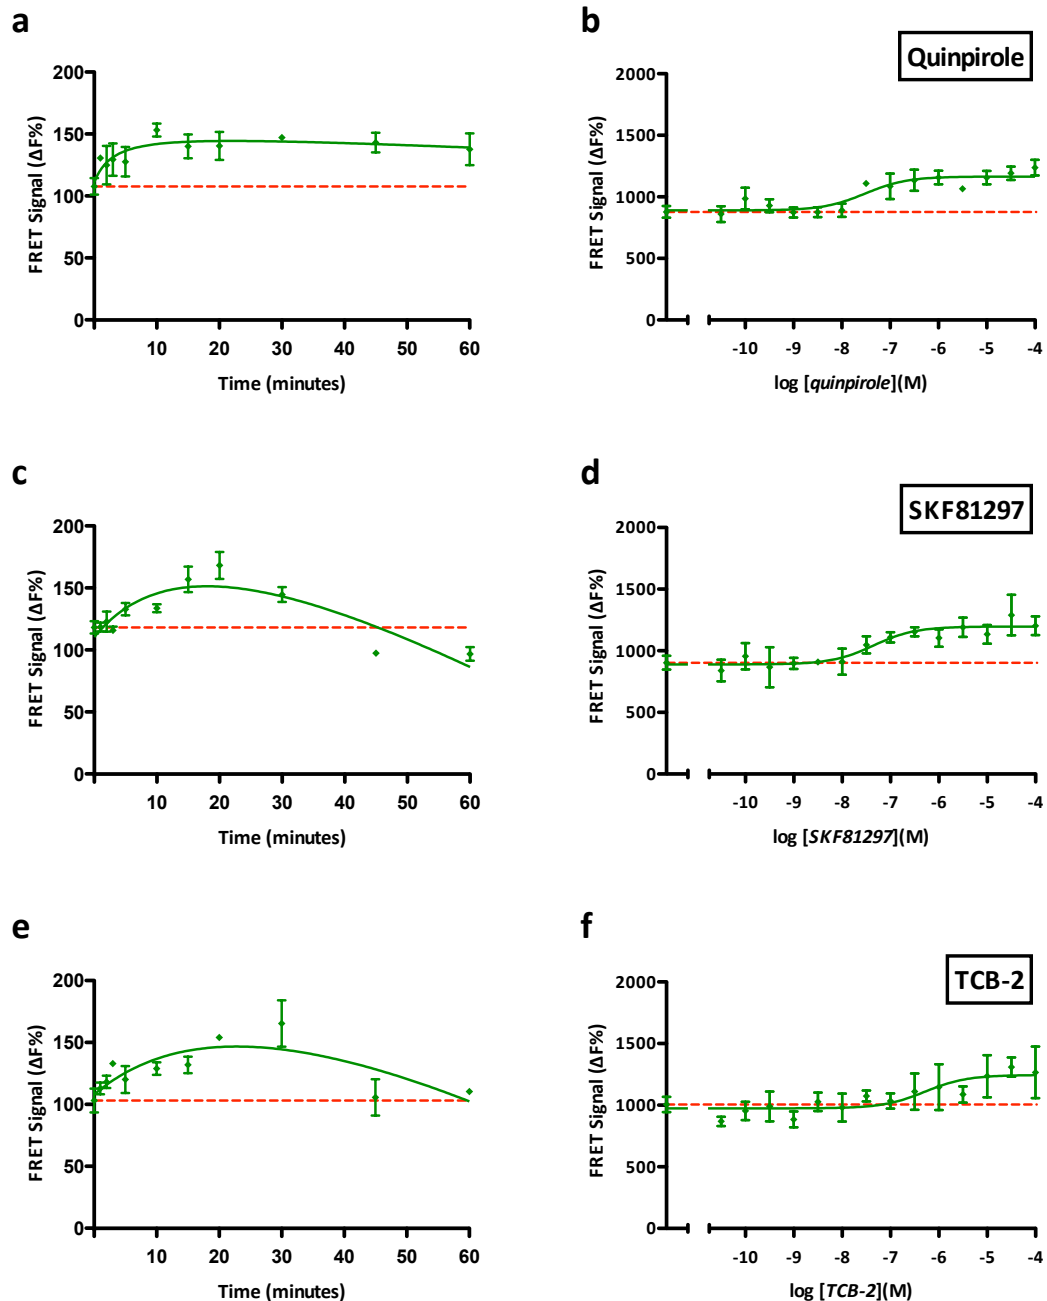 a
200
150
100
50
0
FRET Signal (ΔF%)
10 20 30 40 50 60
Time (minutes)
b
Quinpirole
2000
1500
1000
500
0
FRET Signal (ΔF%)
-10 -9 -8 -7 -6 -5 -4
log [quinpirole](M)
c
200
150
100
50
0
FRET Signal (ΔF%)
10 20 30 40 50 60
Time (minutes)
d
SKF81297
2000
1500
1000
500
0
FRET Signal (ΔF%)
-10 -9 -8 -7 -6 -5 -4
log [SKF81297](M)
e
200
150
100
50
0
FRET Signal (ΔF%)
10 20 30 40 50 60
Time (minutes)
f
TCB-2
2000
1500
1000
500
0
FRET Signal (ΔF%)
-10 -9 -8 -7 -6 -5 -4
log [TCB-2](M)